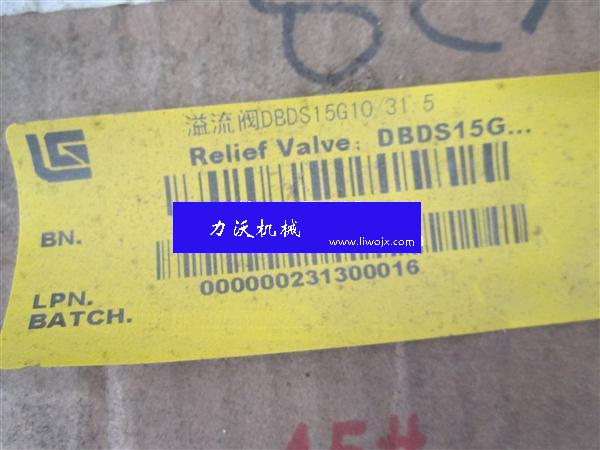 溢流阀DBDS15G10/31.5
Relief Valve: DBDS15G...
BN.
力沃机械
www.liwojx.com
000000231300016
LPN.
BATCH.
15#